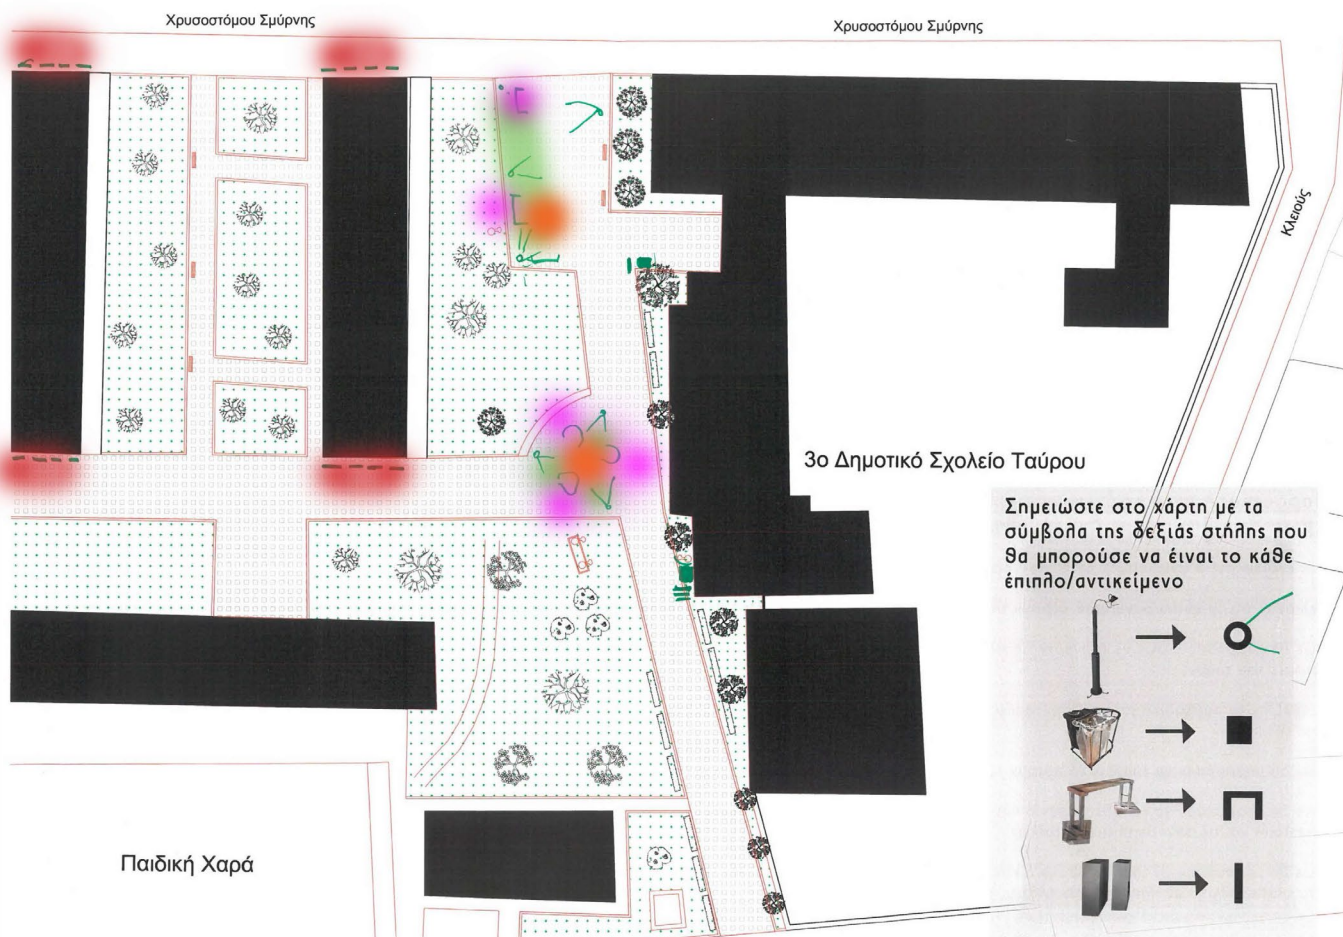 Χρυσοστόμου Σμύρνης
Χρυσοστόμου Σμύρνης
Κλειούς
3ο Δημοτικό Σχολείο Ταύρου
Σημειώστε στο χάρτη με τα
σύμβολα της δεξιάς στήλης που
θα μπορούσε να έιναι το κάθε
έπιπλο/αντικείμενο
Παιδική Χαρά